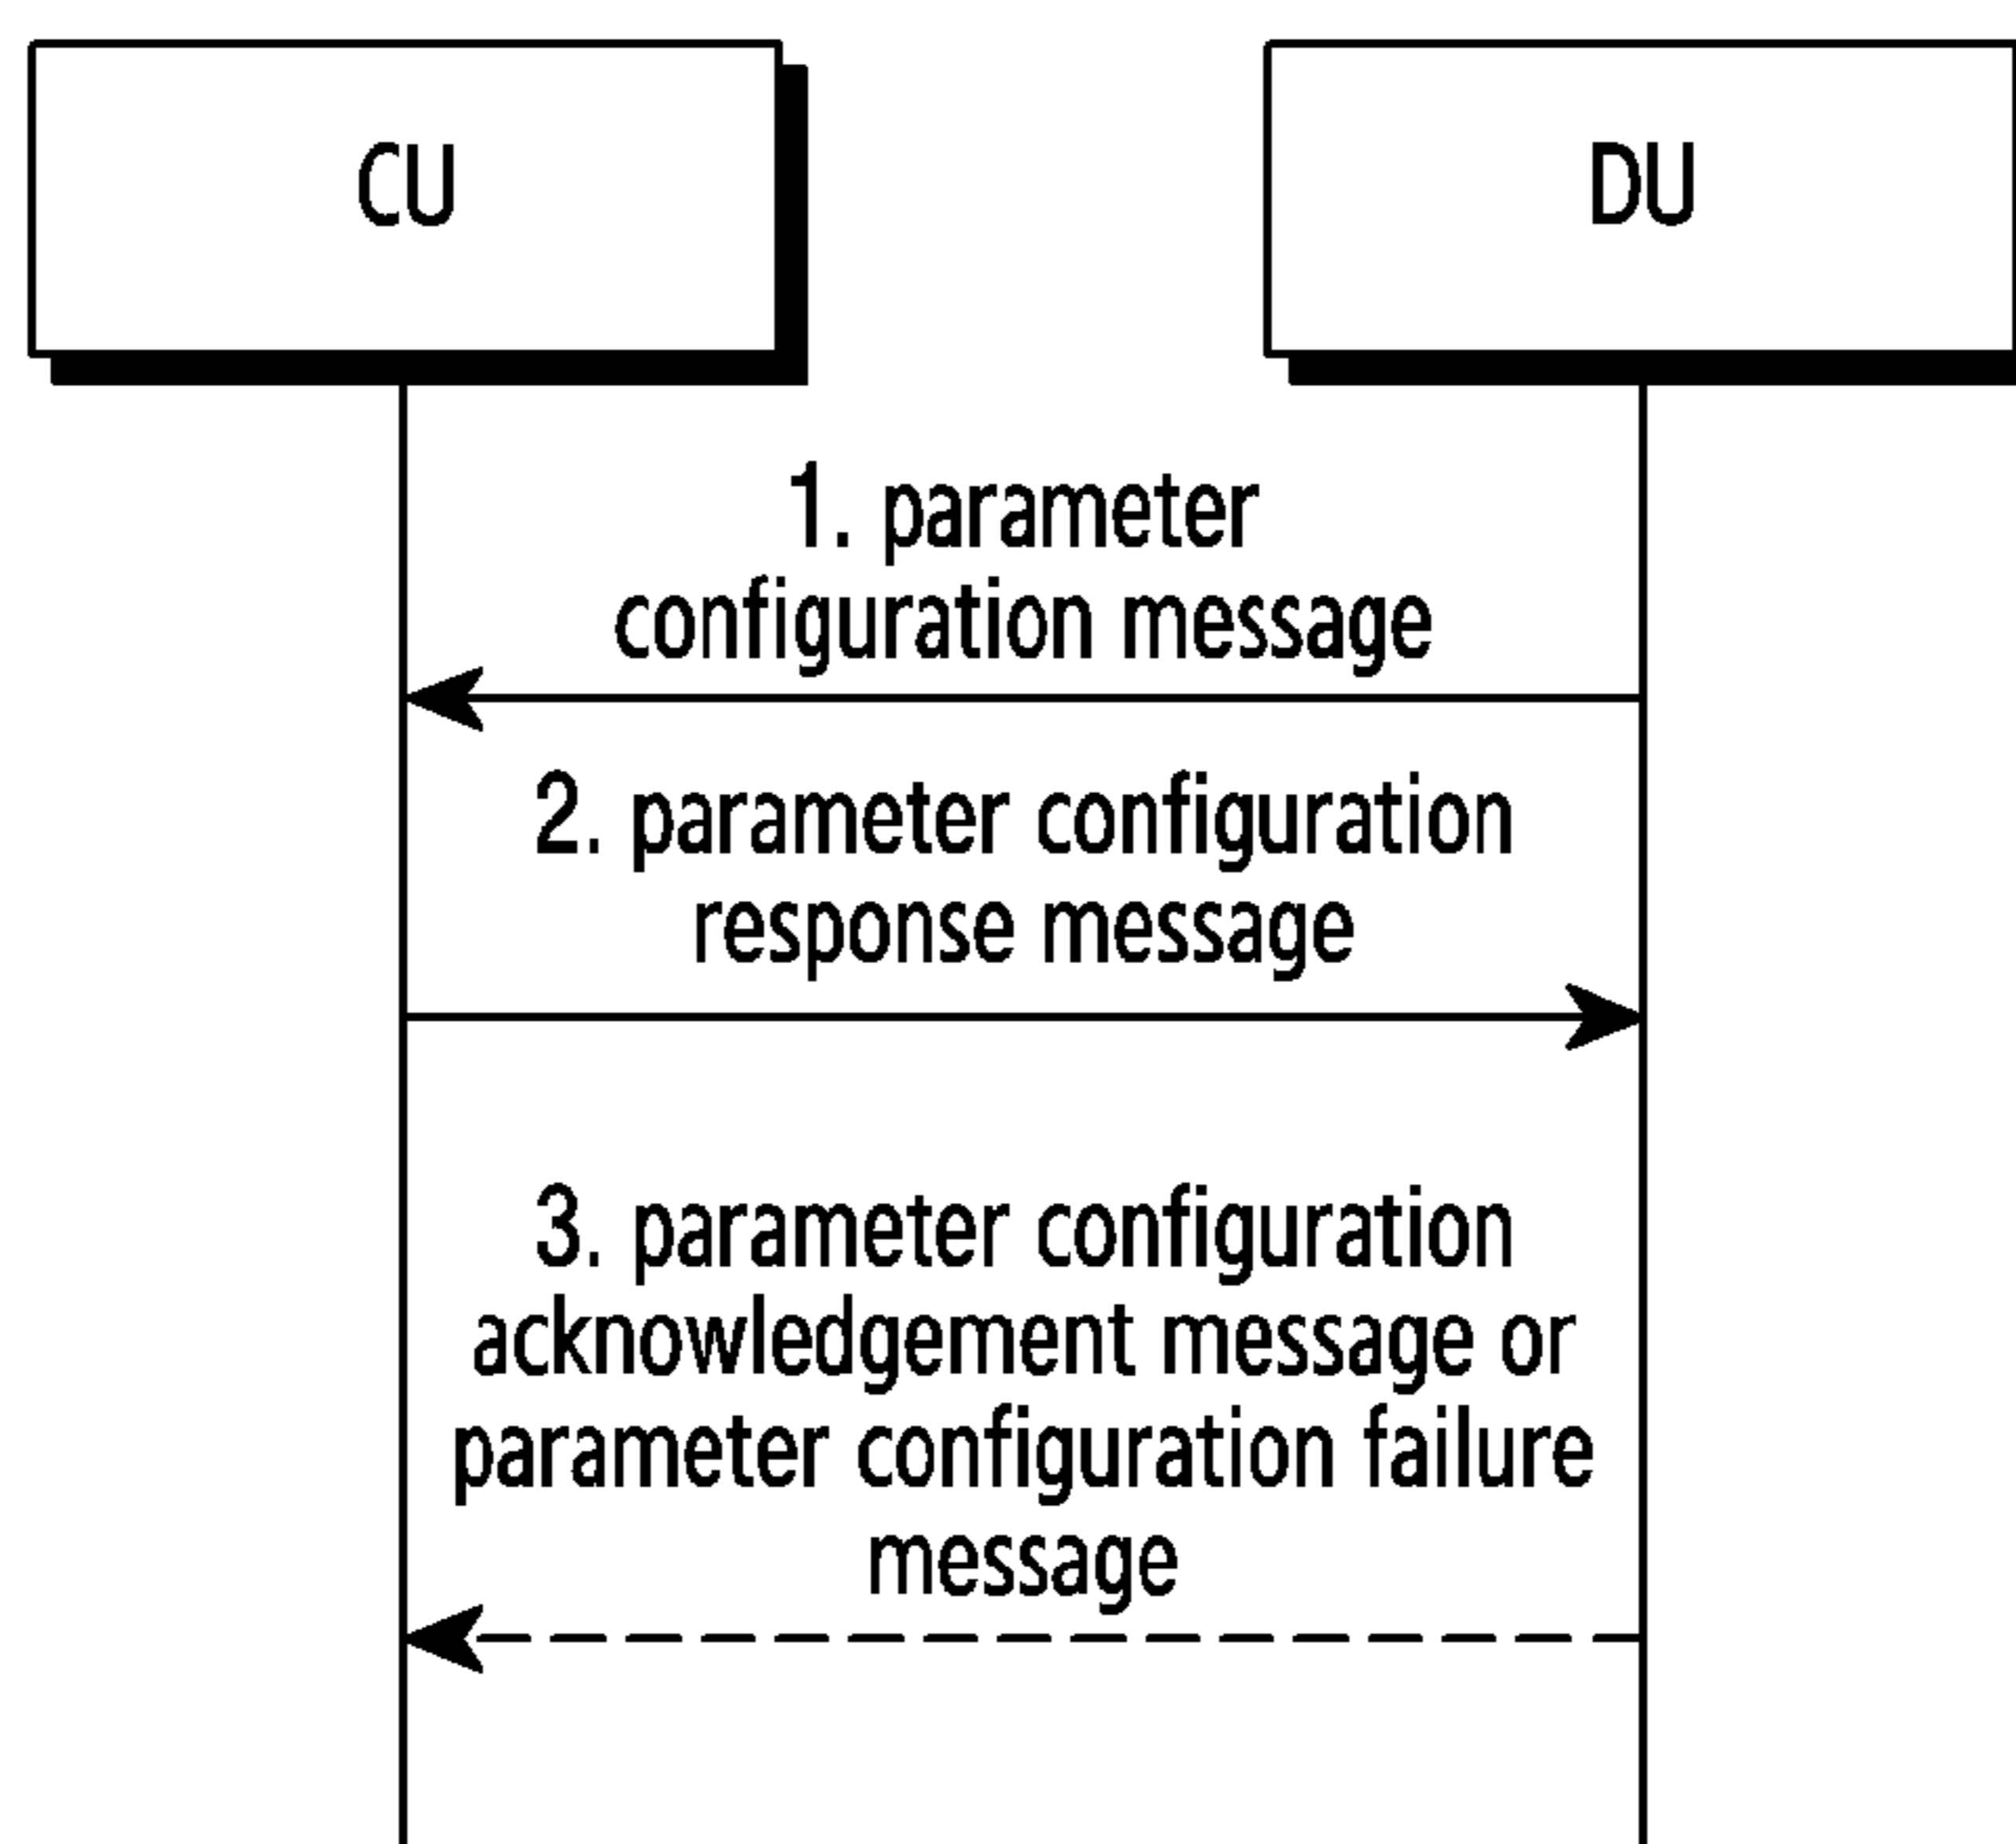 CU
DU
1. parameter
configuration message
2. parameter configuration
response message
3. parameter configuration
acknowledgement message or
parameter configuration failure
message